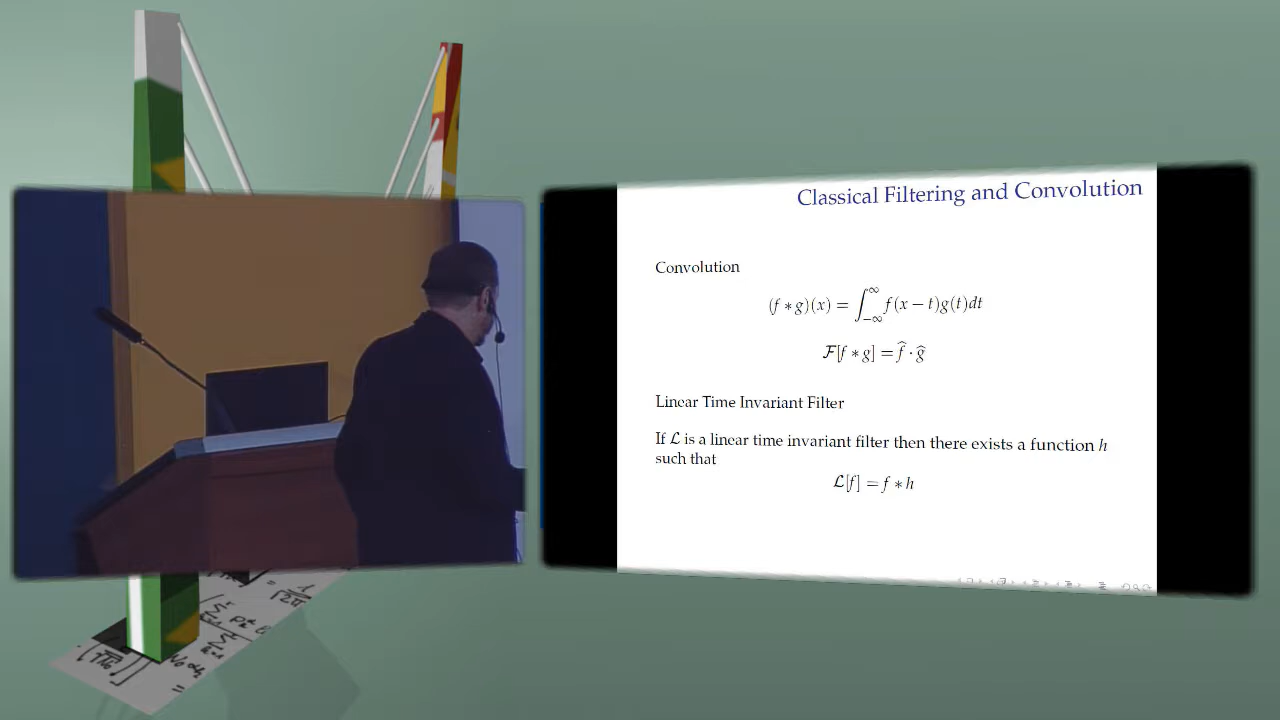 Classical Filtering and Convolution
Convolution
(f ∗ g)(x) = ∫_{−∞}^{∞} f(x − t)g(t)dt
ℱ[f ∗ g] = f̂ · ĝ
Linear Time Invariant Filter
If ℒ is a linear time invariant filter then there exists a function h
such that
ℒ[f] = f ∗ h